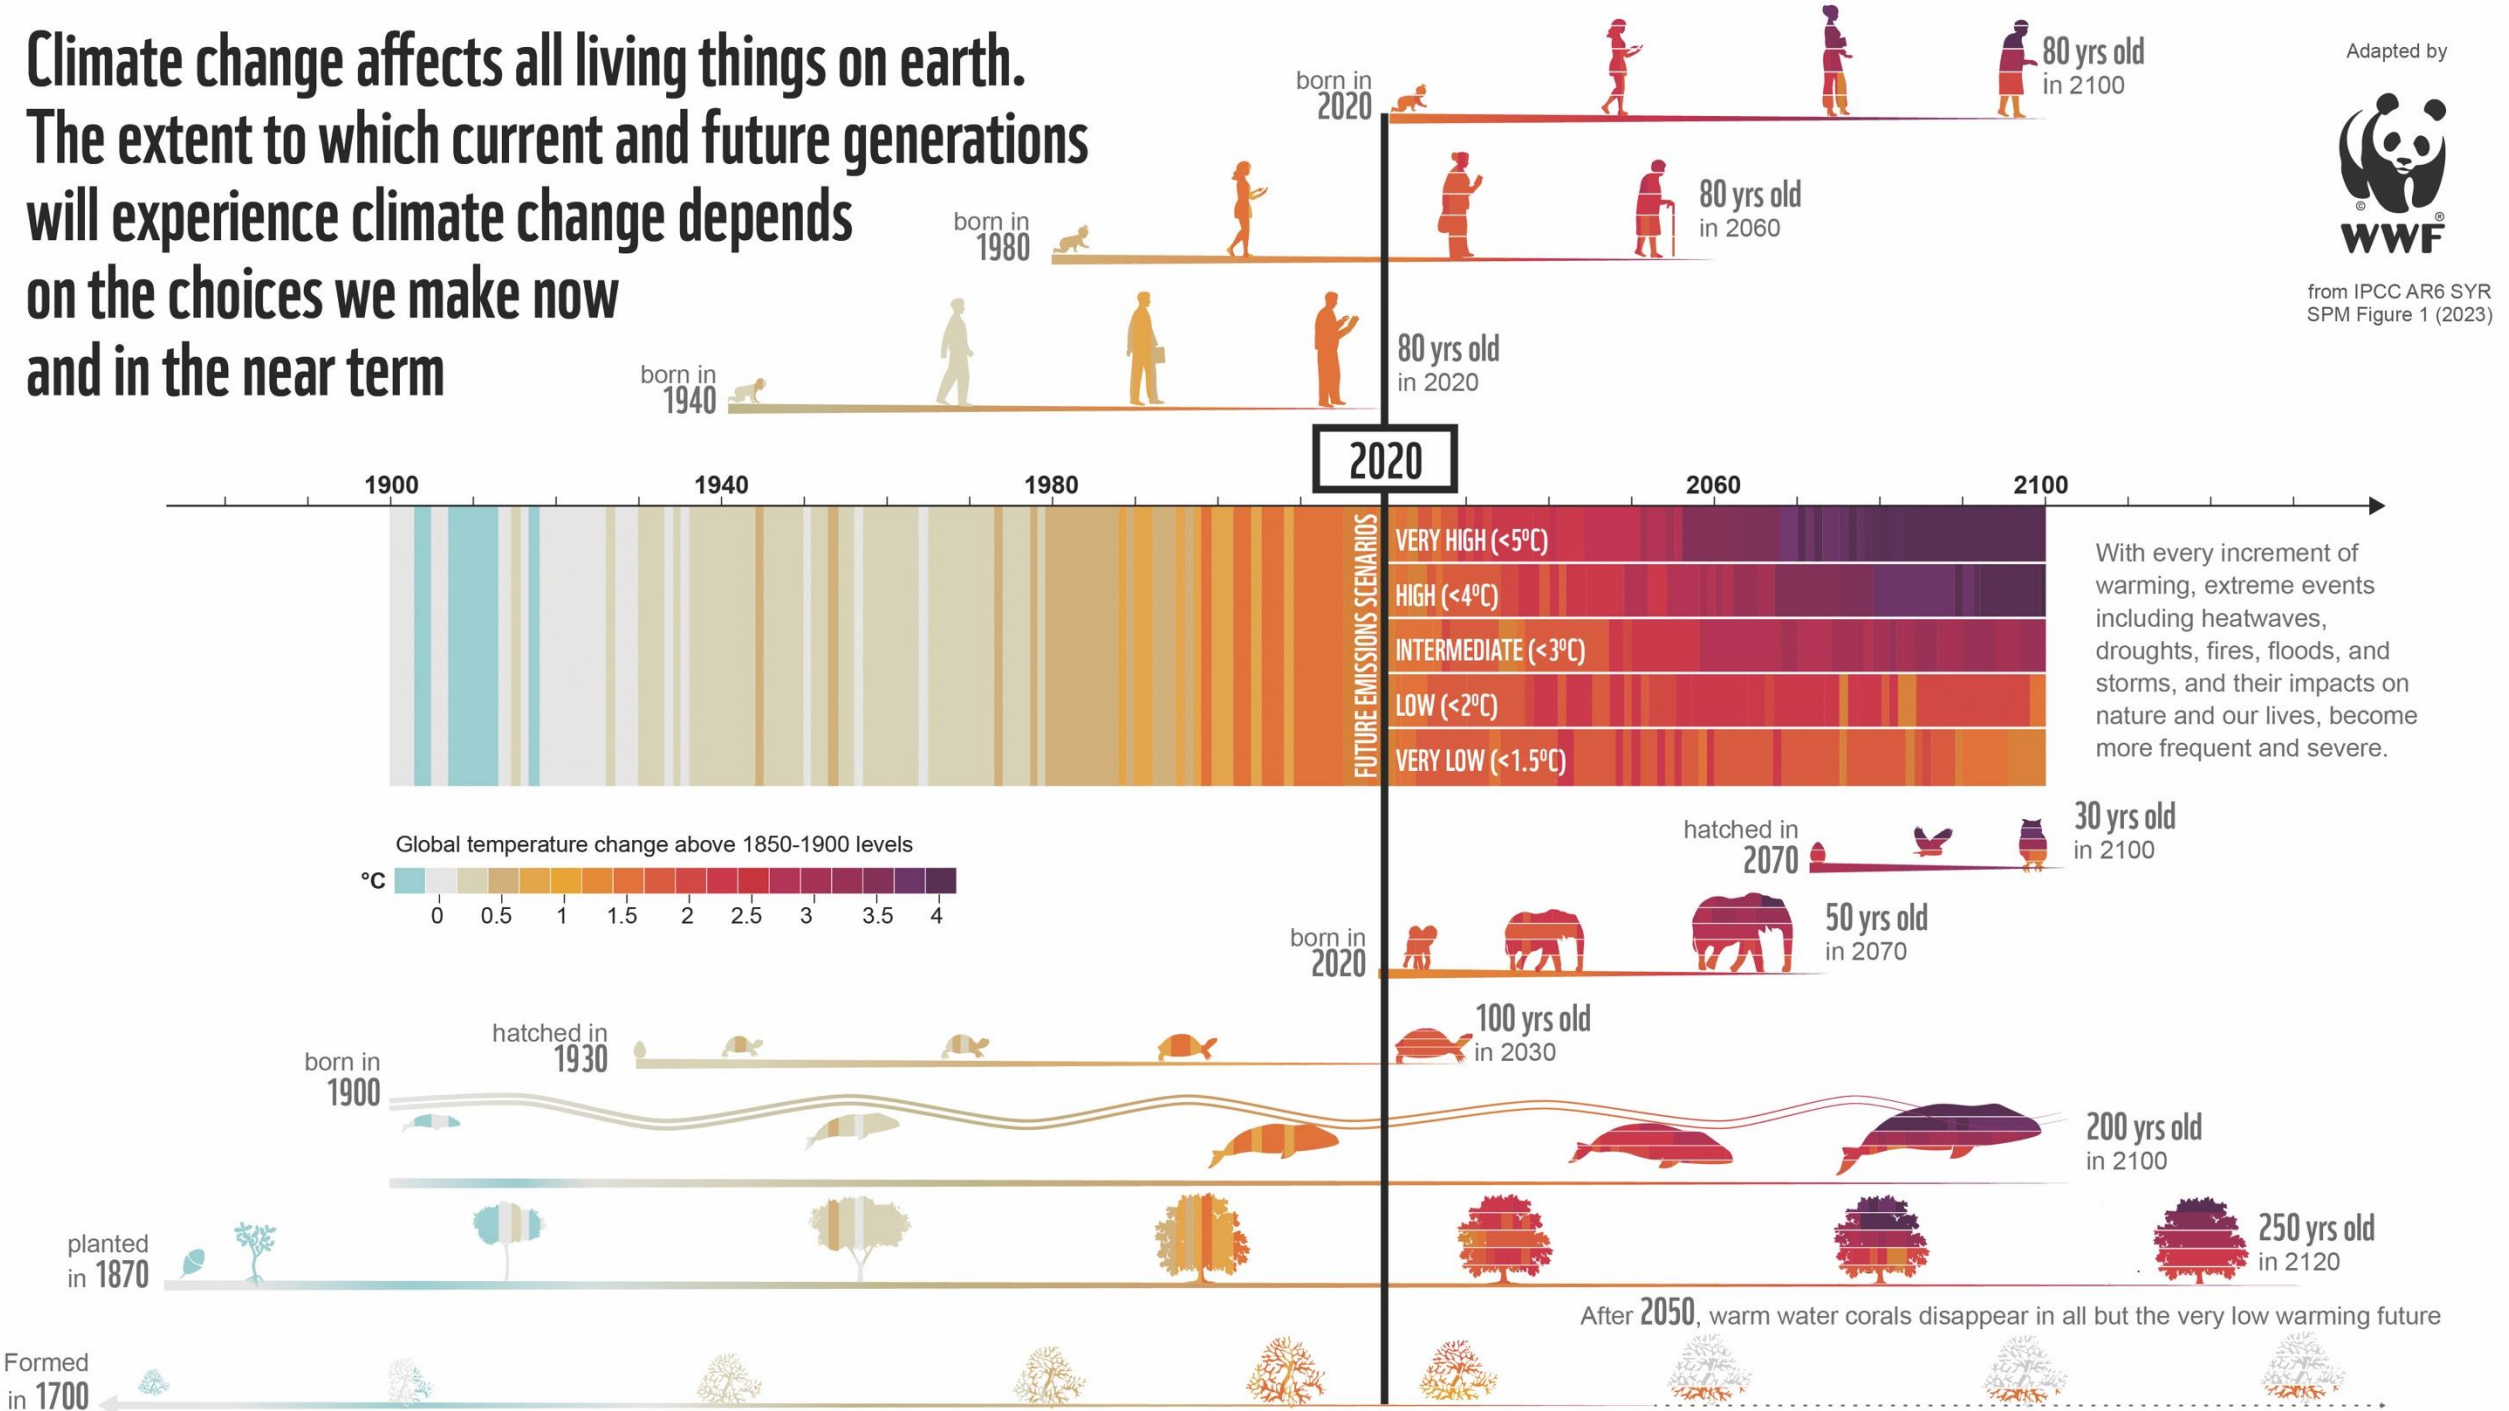 Climate change affects all living things on earth.
The extent to which current and future generations
will experience climate change depends
on the choices we make now
and in the near term
born in
2020
80 yrs old
in 2100
Adapted by
©
®
WWF
from IPCC AR6 SYR
SPM Figure 1 (2023)
born in
1980
80 yrs old
in 2060
born in
1940
80 yrs old
in 2020
2020
1900
1940
1980
2060
2100
FUTURE EMISSIONS SCENARIOS
VERY HIGH (<5ºC)
HIGH (<4ºC)
INTERMEDIATE (<3ºC)
LOW (<2ºC)
VERY LOW (<1.5ºC)
With every increment of
warming, extreme events
including heatwaves,
droughts, fires, floods, and
storms, and their impacts on
nature and our lives, become
more frequent and severe.
Global temperature change above 1850-1900 levels
°C
0 0.5 1 1.5 2 2.5 3 3.5 4
hatched in
2070
30 yrs old
in 2100
born in
2020
50 yrs old
in 2070
hatched in
1930
100 yrs old
in 2030
born in
1900
200 yrs old
in 2100
planted
in 1870
250 yrs old
in 2120
After 2050, warm water corals disappear in all but the very low warming future
Formed
in 1700